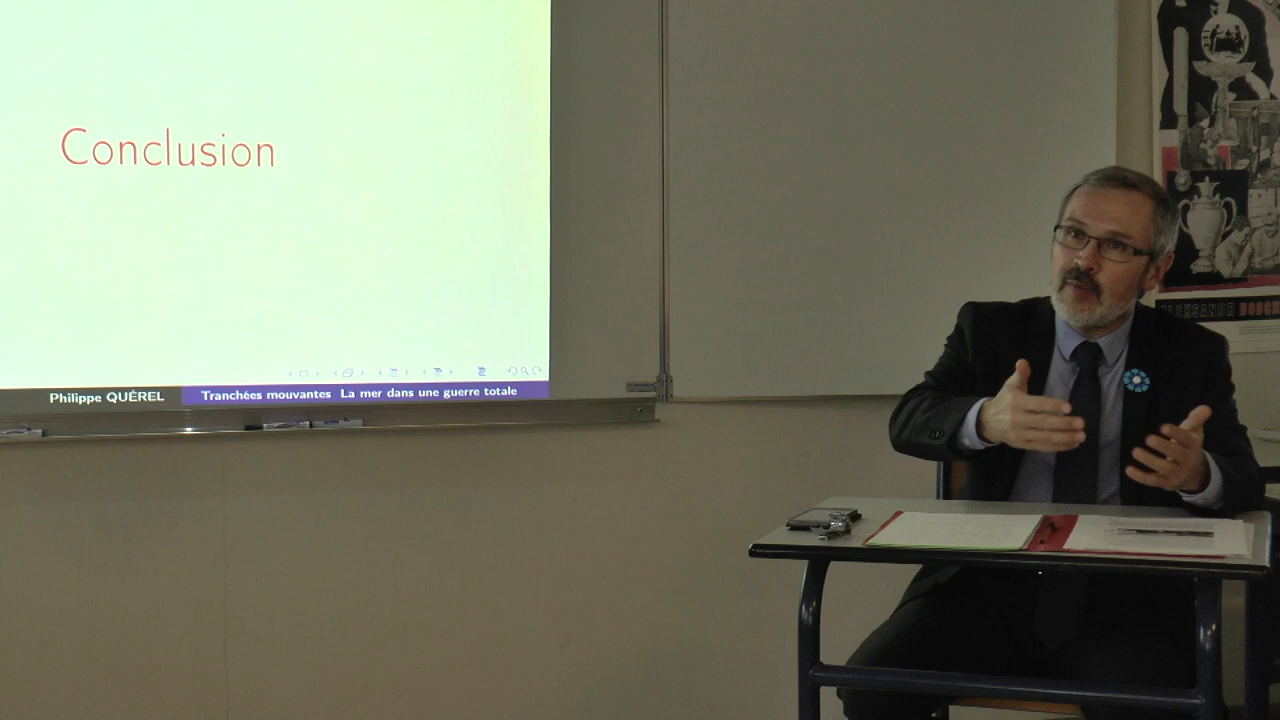 Conclusion
Philippe QUÉREL
Tranchées mouvantes La mer dans une guerre totale